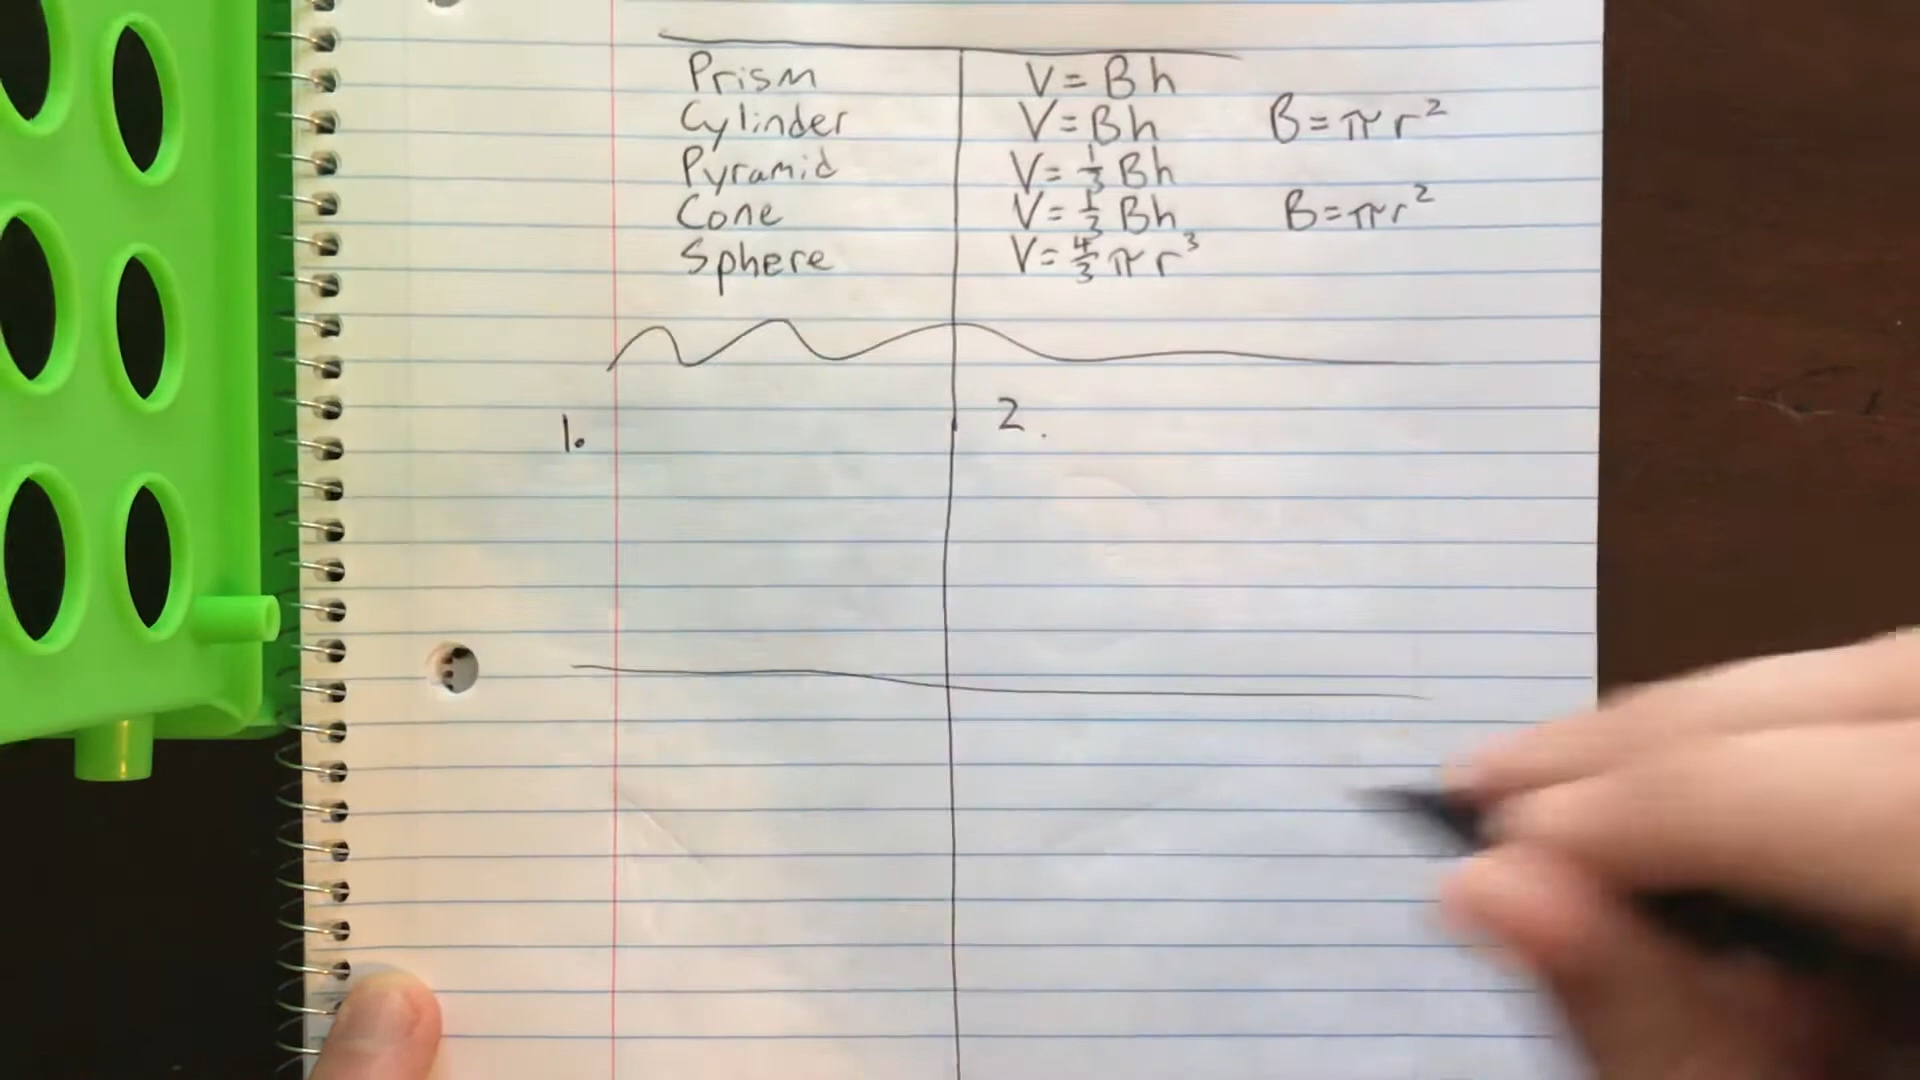 Prism V = Bh
Cylinder V = Bh B = πr²
Pyramid V = ⅓ Bh
Cone V = ⅓ Bh B = πr²
Sphere V = 4/3 πr³
1. 2.